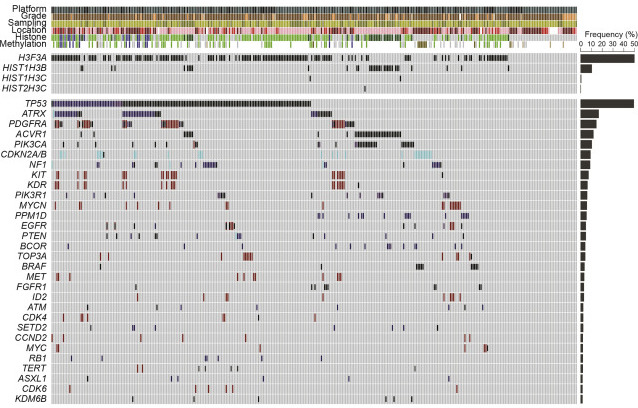 Platform
Grade
Sampling
Location
Histone
Methylation
Frequency (%)
0 10 20 30 40 50
H3F3A
HIST1H3B
HIST1H3C
HIST2H3C
TP53
ATRX
PDGFRA
ACVR1
PIK3CA
CDKN2A/B
NF1
KIT
KDR
PIK3R1
MYCN
PPM1D
EGFR
PTEN
BCOR
TOP3A
BRAF
MET
FGFR1
ID2
ATM
CDK4
SETD2
CCND2
MYC
RB1
TERT
ASXL1
CDK6
KDM6B